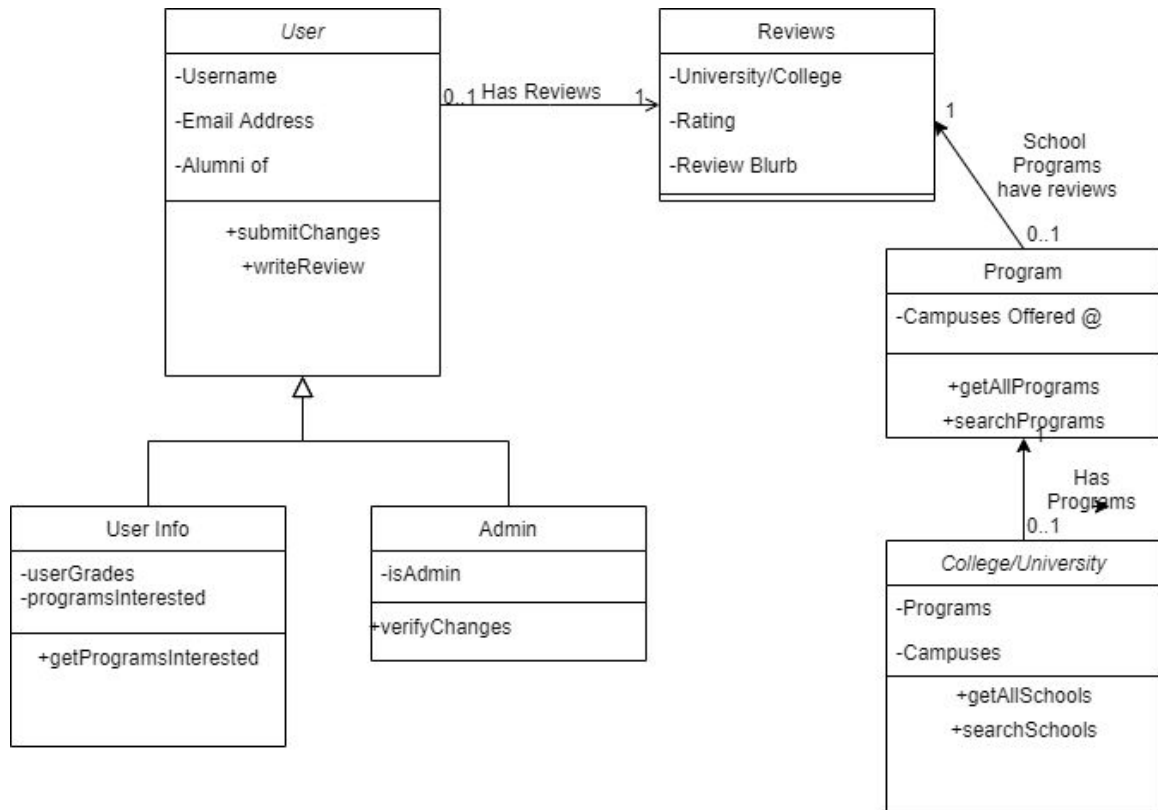 User
-Username
-Email Address
-Alumni of
+submitChanges
+writeReview
0..1
Has Reviews
1
Reviews
-University/College
-Rating
-Review Blurb
1
School
Programs
have reviews
0..1
Program
-Campuses Offered @
+getAllPrograms
+searchPrograms
1
Has
Programs
0..1
College/University
-Programs
-Campuses
+getAllSchools
+searchSchools
User Info
-userGrades
-programsInterested
+getProgramsInterested
Admin
-isAdmin
+verifyChanges